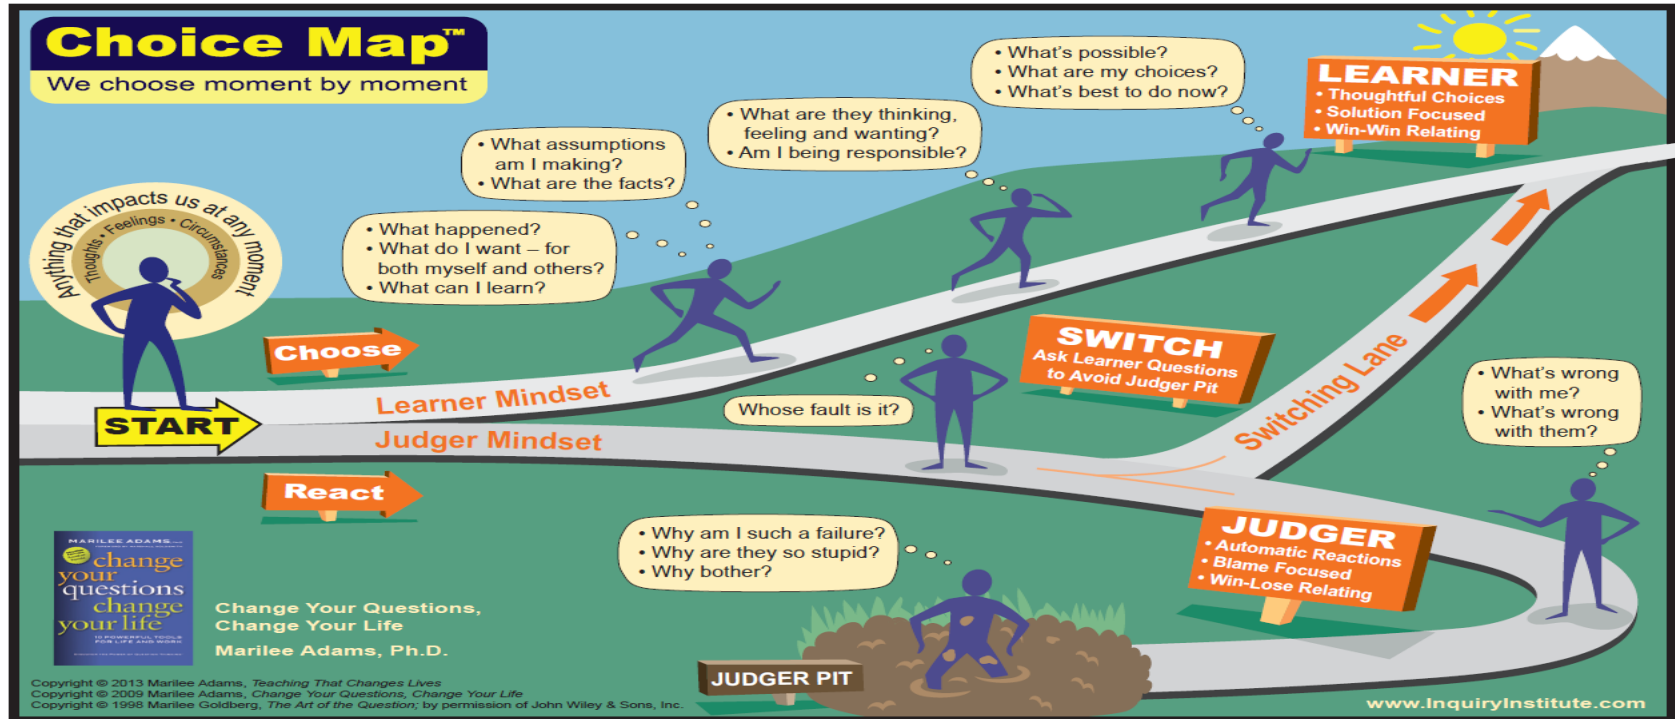 Choice Map™
We choose moment by moment
Anything that impacts us at any moment
Thoughts • Feelings • Circumstances
START
Choose
React
Learner Mindset
Judger Mindset
• What happened?
• What do I want – for
both myself and others?
• What can I learn?
• What assumptions
am I making?
• What are the facts?
• What are they thinking,
feeling and wanting?
• Am I being responsible?
• What's possible?
• What are my choices?
• What's best to do now?
LEARNER
• Thoughtful Choices
• Solution Focused
• Win-Win Relating
Whose fault is it?
SWITCH
Ask Learner Questions
to Avoid Judger Pit
Switching Lane
• What's wrong
with me?
• What's wrong
with them?
JUDGER
• Automatic Reactions
• Blame Focused
• Win-Lose Relating
• Why am I such a failure?
• Why are they so stupid?
• Why bother?
JUDGER PIT
MARILEE ADAMS
change
your
questions
change
your life
10 POWERFUL TOOLS
FOR LIFE AND WORK
Change Your Questions,
Change Your Life
Marilee Adams, Ph.D.
Copyright © 2013 Marilee Adams, Teaching That Changes Lives
Copyright © 2009 Marilee Adams, Change Your Questions, Change Your Life
Copyright © 1998 Marilee Goldberg, The Art of the Question; by permission of John Wiley & Sons, Inc.
www.InquiryInstitute.com